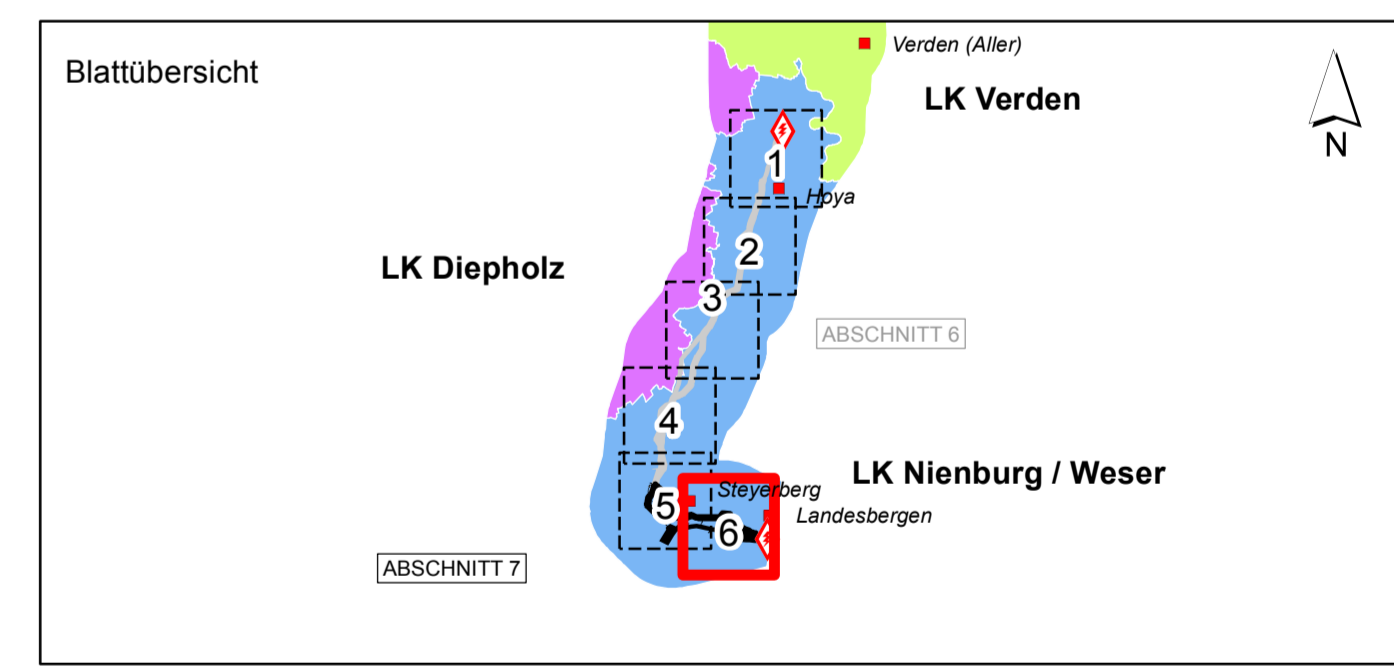 Blattübersicht
Verden (Aller)
LK Verden
N
1
Hoya
2
LK Diepholz
3
ABSCHNITT 6
4
LK Nienburg / Weser
Steyerberg
5
Landesbergen
6
ABSCHNITT 7